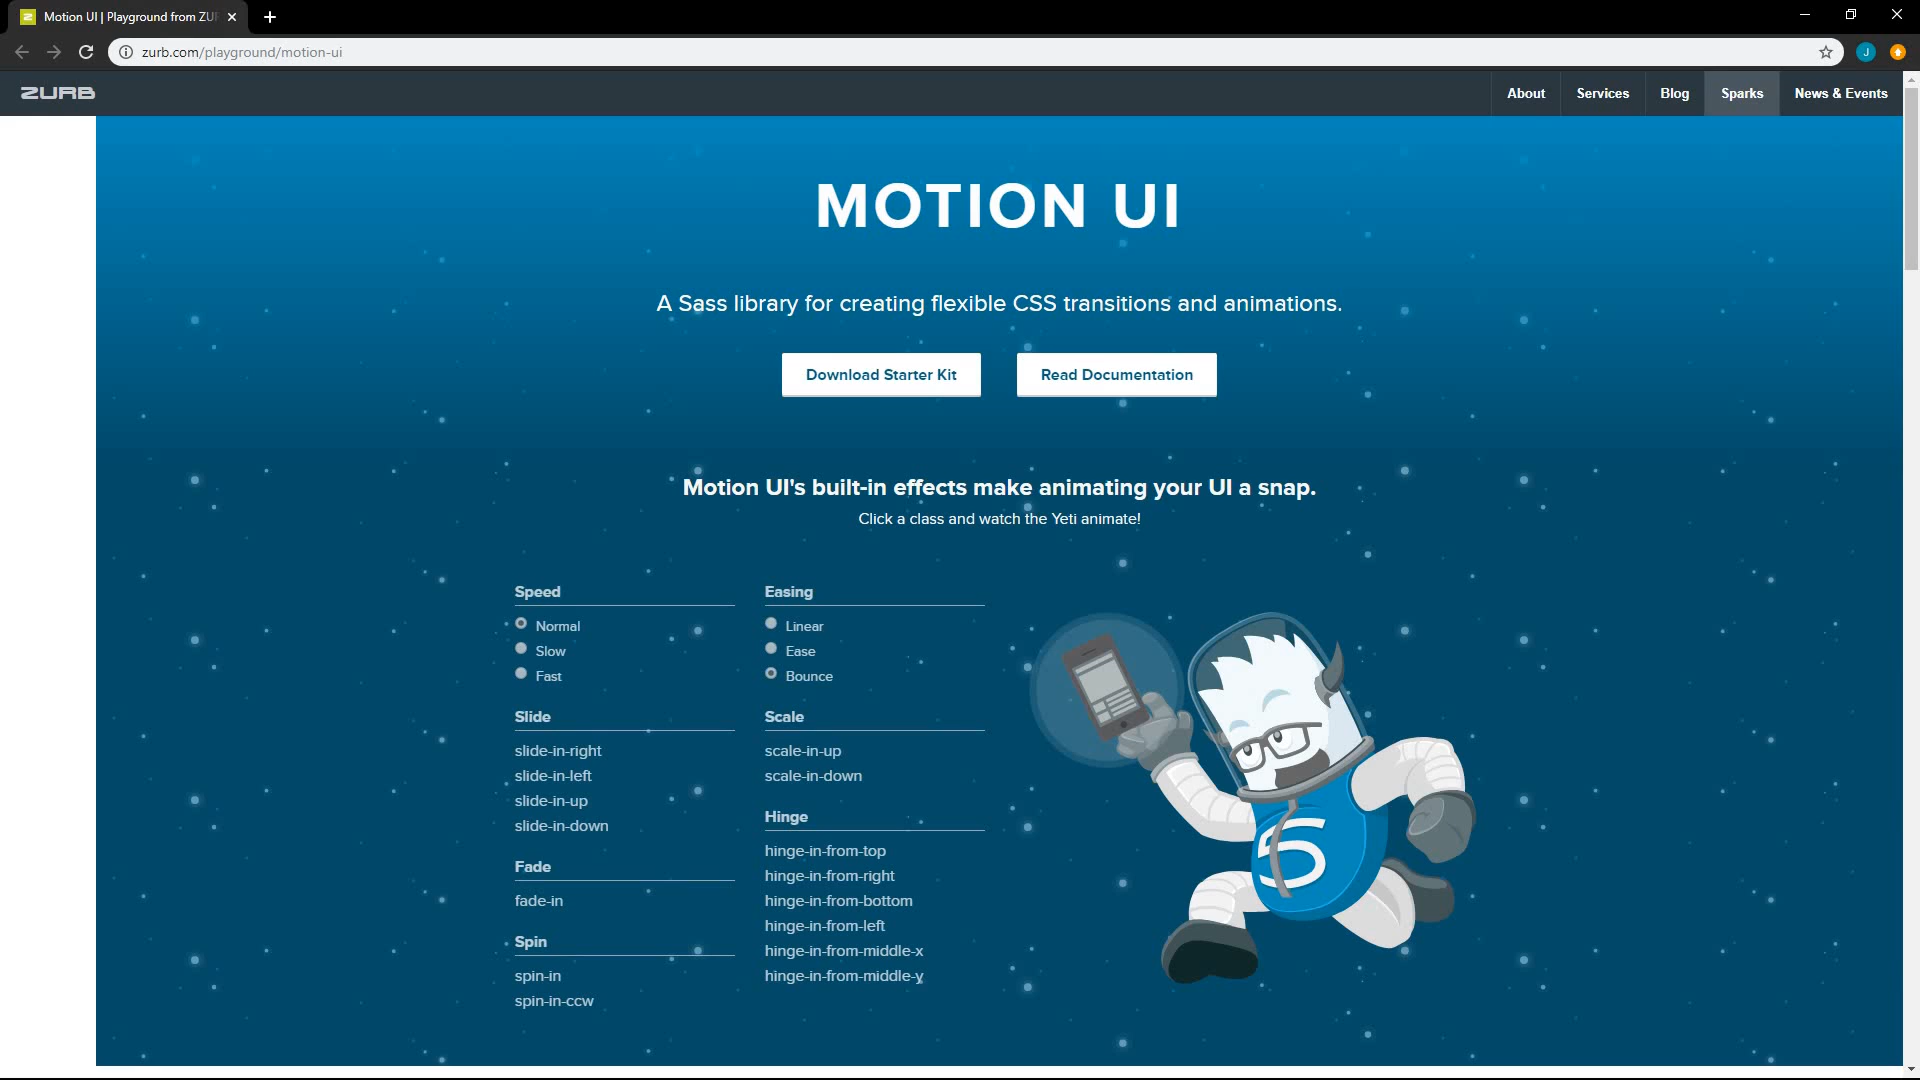 Motion UI | Playground from ZUR
zurb.com/playground/motion-ui
J
ZURB
About
Services
Blog
Sparks
News & Events
MOTION UI
A Sass library for creating flexible CSS transitions and animations.
Download Starter Kit
Read Documentation
Motion UI's built-in effects make animating your UI a snap.
Click a class and watch the Yeti animate!
Speed
Normal
Slow
Fast
Slide
slide-in-right
slide-in-left
slide-in-up
slide-in-down
Fade
fade-in
Spin
spin-in
spin-in-ccw
Easing
Linear
Ease
Bounce
Scale
scale-in-up
scale-in-down
Hinge
hinge-in-from-top
hinge-in-from-right
hinge-in-from-bottom
hinge-in-from-left
hinge-in-from-middle-x
hinge-in-from-middle-y
5